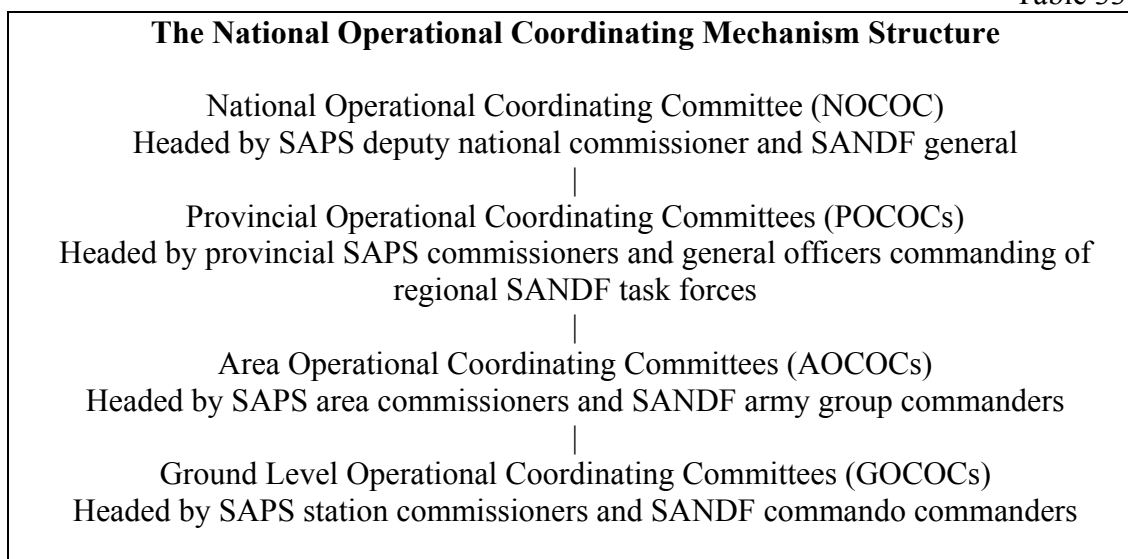 Table 33
The National Operational Coordinating Mechanism Structure
National Operational Coordinating Committee (NOCOC)
Headed by SAPS deputy national commissioner and SANDF general
|
Provincial Operational Coordinating Committees (POCOCs)
Headed by provincial SAPS commissioners and general officers commanding of
regional SANDF task forces
|
Area Operational Coordinating Committees (AOCOCs)
Headed by SAPS area commissioners and SANDF army group commanders
|
Ground Level Operational Coordinating Committees (GOCOCs)
Headed by SAPS station commissioners and SANDF commando commanders